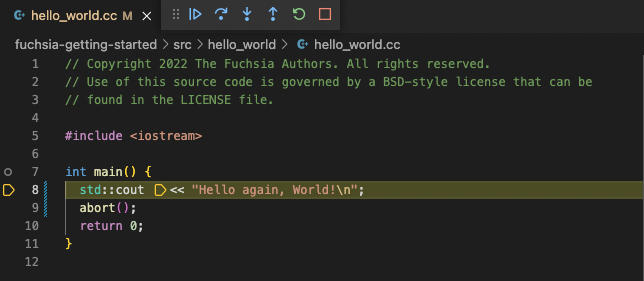 hello_world.cc M
fuchsia-getting-started > src > hello_world > hello_world.cc
1 // Copyright 2022 The Fuchsia Authors. All rights reserved.
2 // Use of this source code is governed by a BSD-style license that can be
3 // found in the LICENSE file.
4
5 #include <iostream>
6
7 int main() {
8   std::cout << "Hello again, World!\n";
9   abort();
10   return 0;
11 }
12